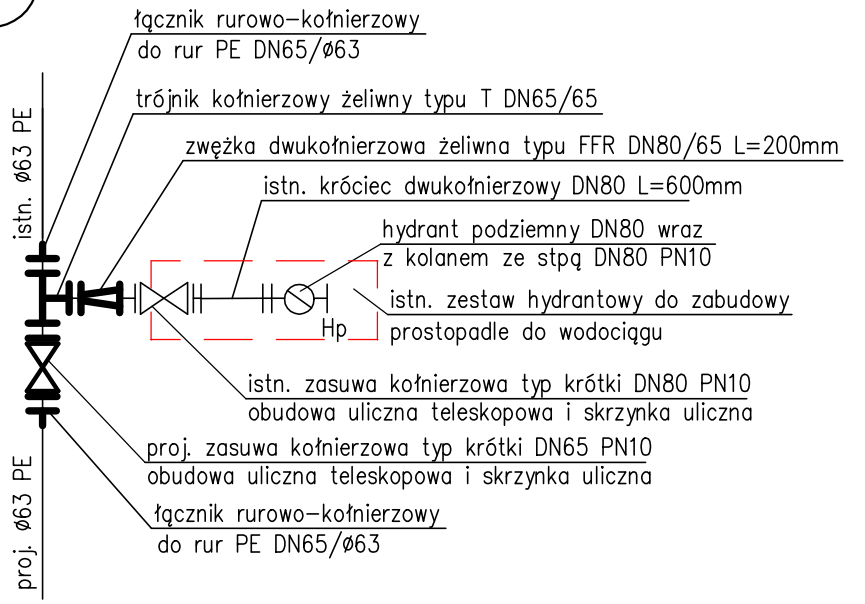 łącznik rurowo-kołnierzowy
do rur PE DN65/Ø63
trójnik kołnierzowy żeliwny typu T DN65/65
zwężka dwukołnierzowa żeliwna typu FFR DN80/65 L=200mm
istn. króciec dwukołnierzowy DN80 L=600mm
hydrant podziemny DN80 wraz
z kolanem ze stpą DN80 PN10
istn. zestaw hydrantowy do zabudowy
prostopadle do wodociągu
Hp
istn. zasuwa kołnierzowa typ krótki DN80 PN10
obudowa uliczna teleskopowa i skrzynka uliczna
proj. zasuwa kołnierzowa typ krótki DN65 PN10
obudowa uliczna teleskopowa i skrzynka uliczna
łącznik rurowo-kołnierzowy
do rur PE DN65/Ø63
istn. Ø63 PE
proj. Ø63 PE